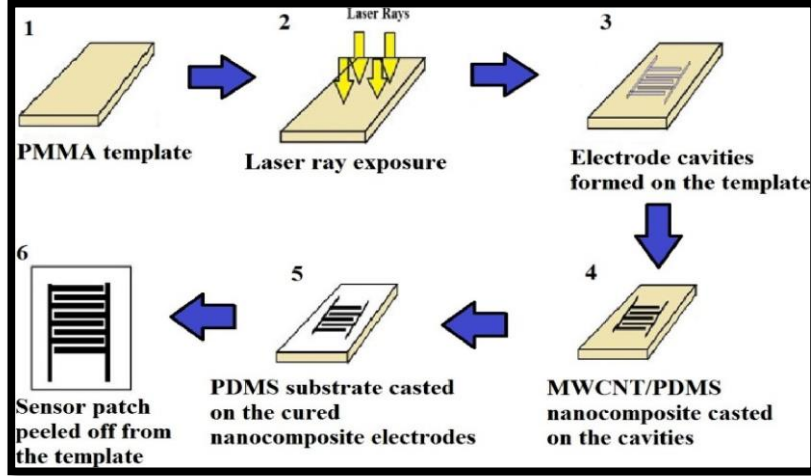 1
PMMA template
2
Laser Rays
Laser ray exposure
3
Electrode cavities
formed on the template
4
MWCNT/PDMS
nanocomposite casted
on the cavities
5
PDMS substrate casted
on the cured
nanocomposite electrodes
6
Sensor patch
peeled off from
the template